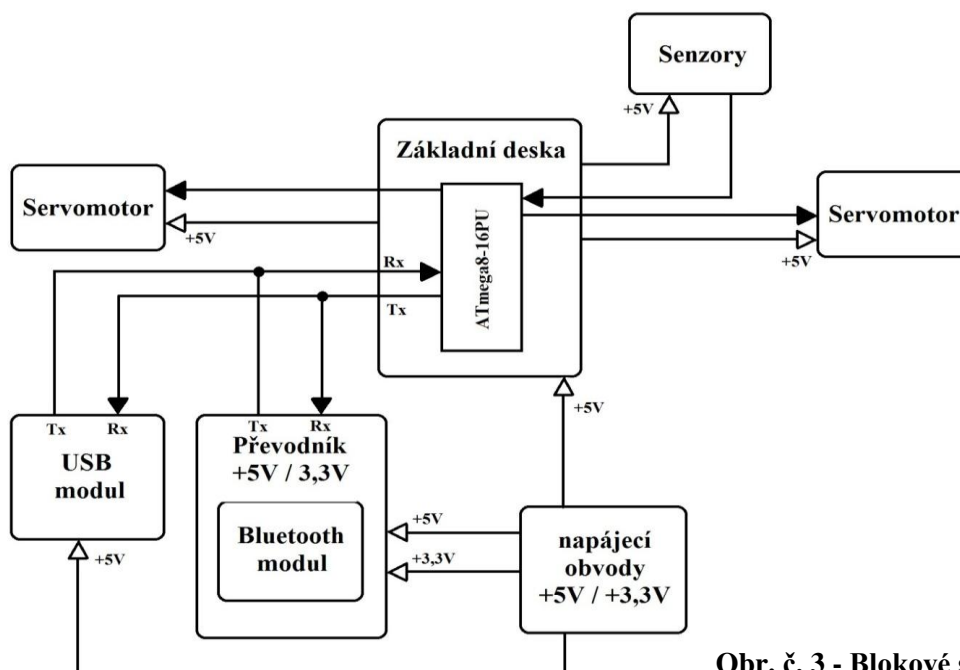 Senzory
+5V
Základní deska
Servomotor
+5V
ATmega8-16PU
Servomotor
+5V
Rx
Tx
+5V
Tx
Rx
USB
modul
+5V
Tx
Rx
Převodník
+5V / 3,3V
Bluetooth
modul
+5V
+3,3V
napájecí
obvody
+5V / +3,3V
Obr. č. 3 - Blokové